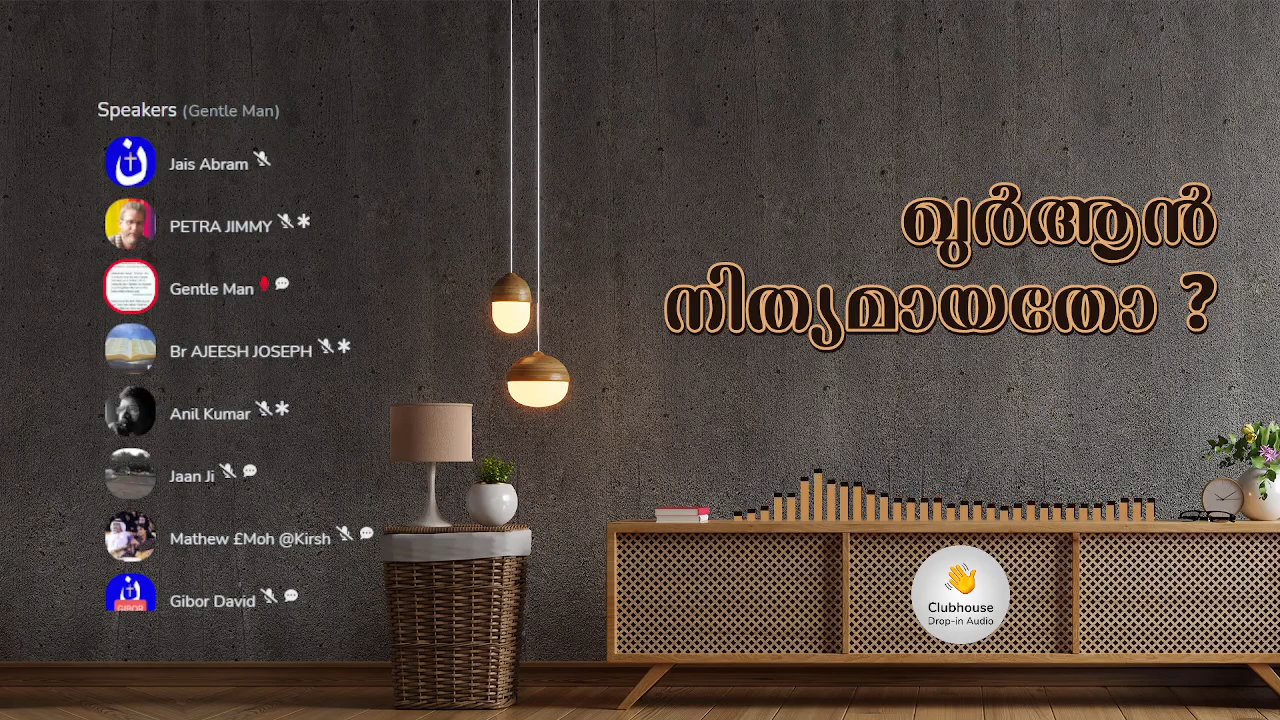 Speakers (Gentle Man)
Jais Abram
PETRA JIMMY
Gentle Man
Br AJEESH JOSEPH
Anil Kumar
Jaan Ji
Mathew £Moh @Kirsh
Gibor David
GIBOR
ഖുർആൻ
നിത്യമായതോ ?
Clubhouse
Drop-in Audio